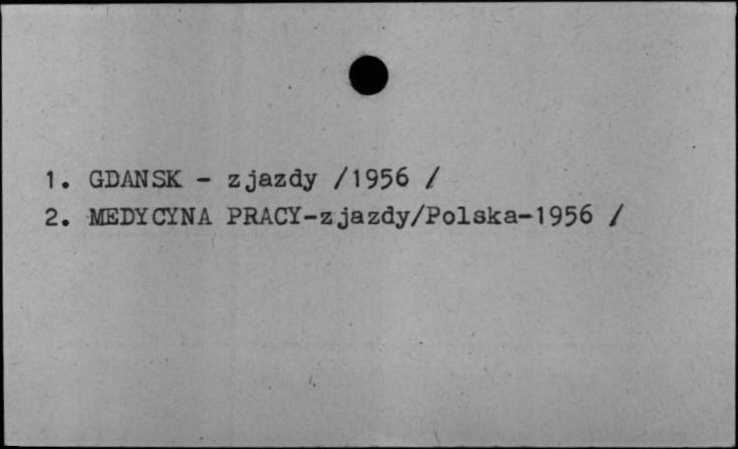 1. GDANSK - zjazdy /1956 /
2. MEDYCYNA PRACY-zjazdy/Polska-1956 /